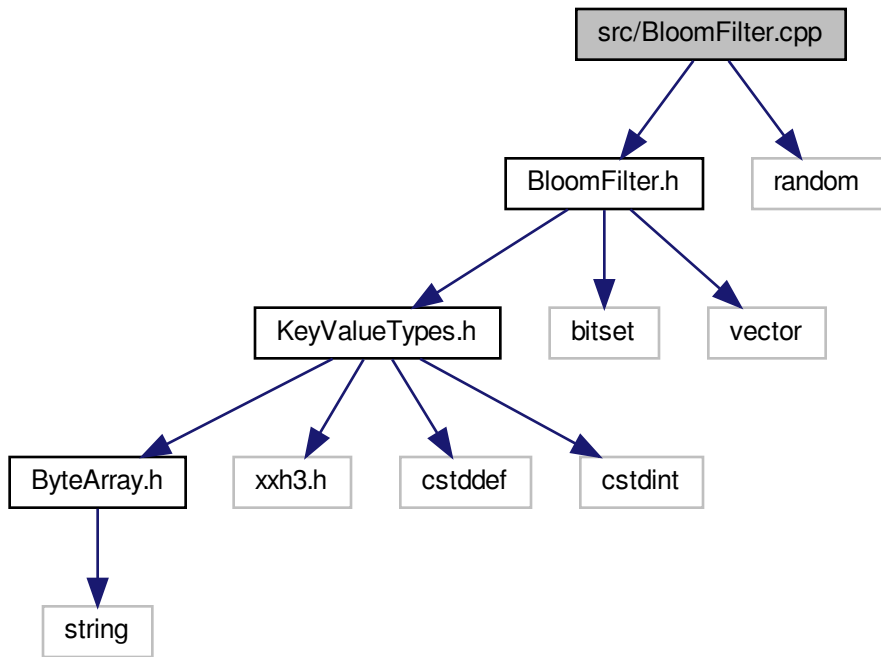 src/BloomFilter.cpp
BloomFilter.h
random
KeyValueTypes.h
bitset
vector
ByteArray.h
xxh3.h
cstddef
cstdint
string